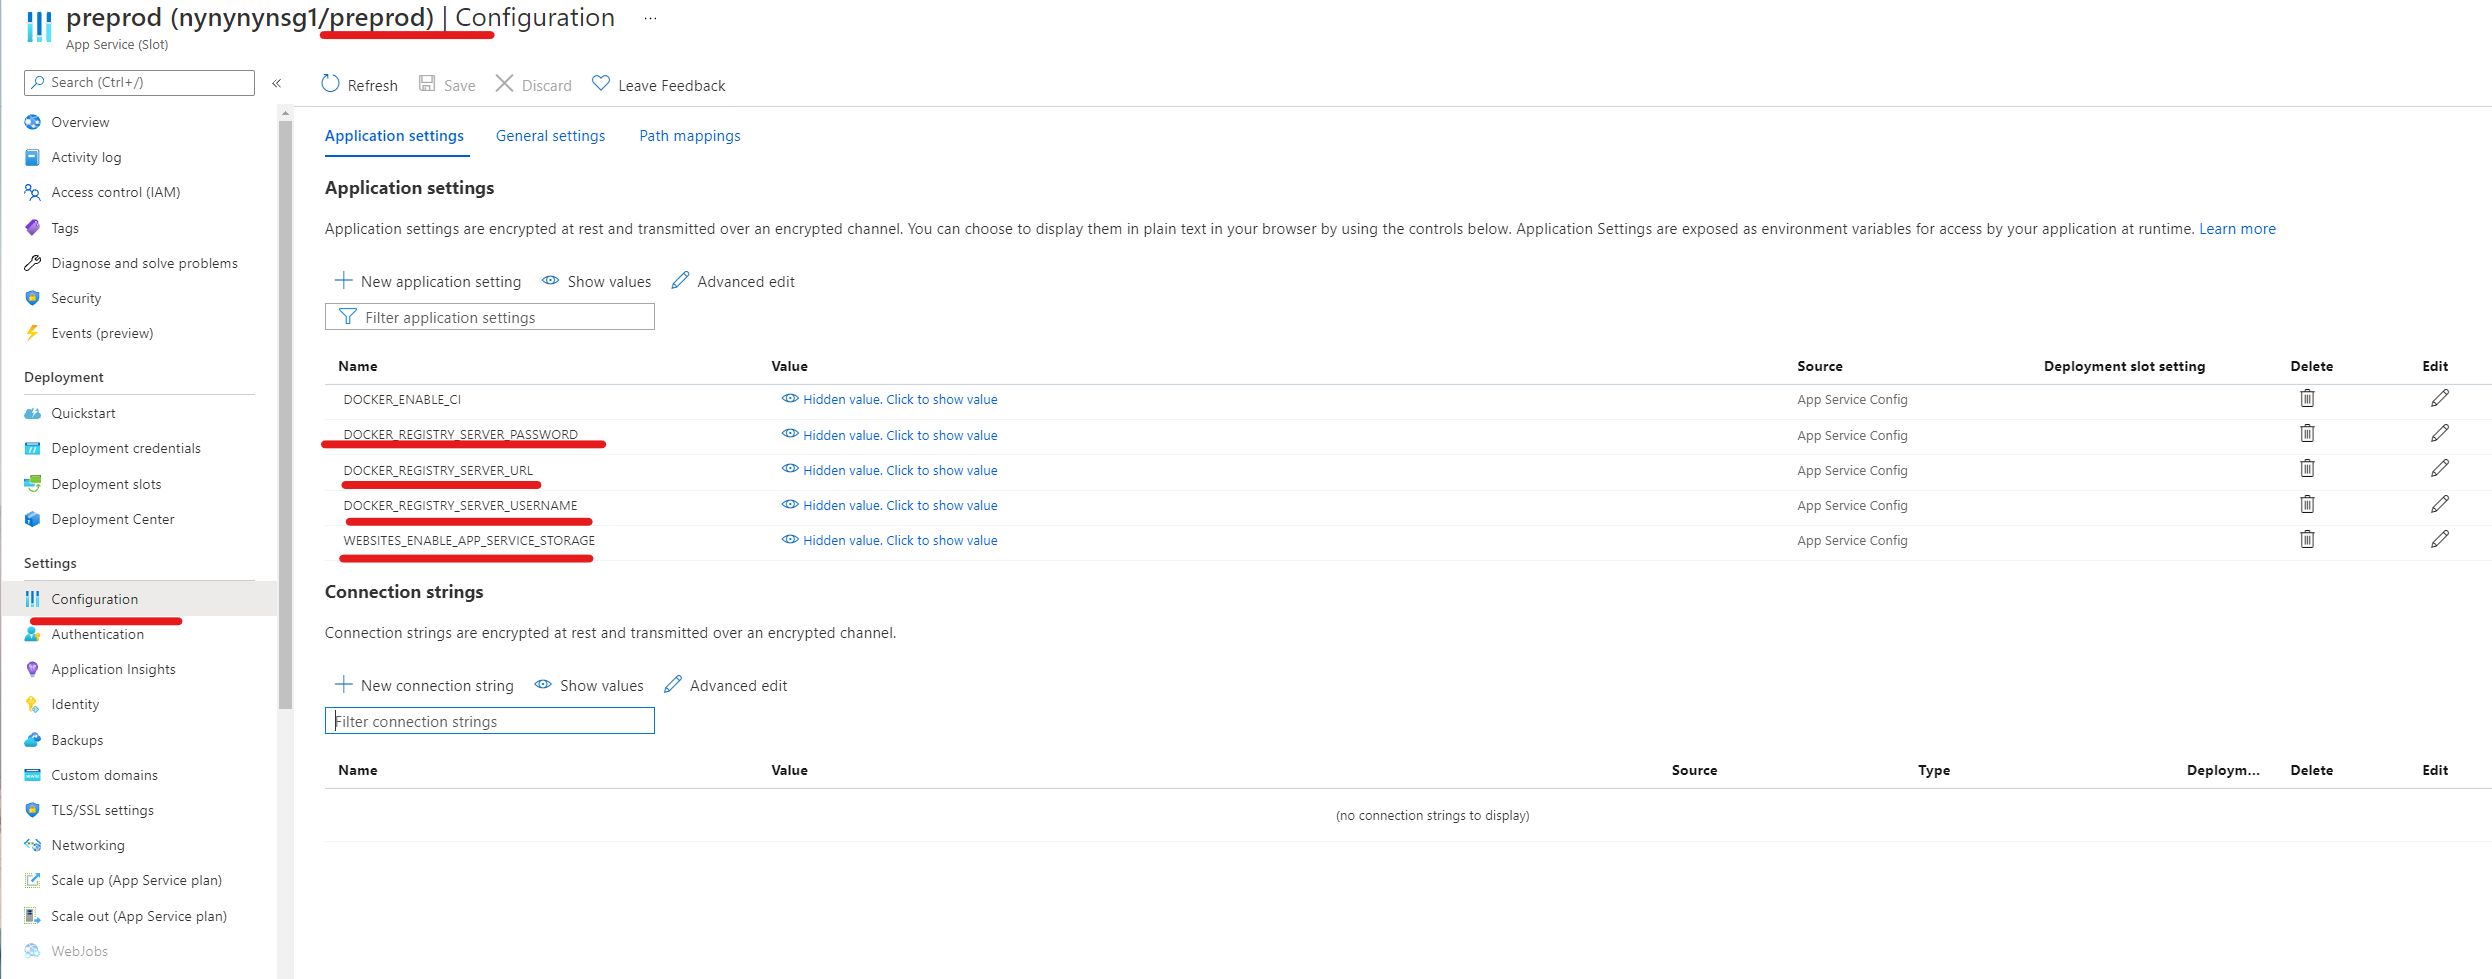 preprod (nynynynsg1/preprod) | Configuration ...
App Service (Slot)
Search (Ctrl+/)
«
Overview
Activity log
Access control (IAM)
Tags
Diagnose and solve problems
Security
Events (preview)
Deployment
Quickstart
Deployment credentials
Deployment slots
Deployment Center
Settings
Configuration
Authentication
Application Insights
Identity
Backups
Custom domains
TLS/SSL settings
Networking
Scale up (App Service plan)
Scale out (App Service plan)
WebJobs
Refresh Save Discard Leave Feedback
Application settings General settings Path mappings
Application settings
Application settings are encrypted at rest and transmitted over an encrypted channel. You can choose to display them in plain text in your browser by using the controls below. Application Settings are exposed as environment variables for access by your application at runtime. Learn more
New application setting Show values Advanced edit
Filter application settings
Name Value Source Deployment slot setting Delete Edit
DOCKER_ENABLE_CI Hidden value. Click to show value App Service Config
DOCKER_REGISTRY_SERVER_PASSWORD Hidden value. Click to show value App Service Config
DOCKER_REGISTRY_SERVER_URL Hidden value. Click to show value App Service Config
DOCKER_REGISTRY_SERVER_USERNAME Hidden value. Click to show value App Service Config
WEBSITES_ENABLE_APP_SERVICE_STORAGE Hidden value. Click to show value App Service Config
Connection strings
Connection strings are encrypted at rest and transmitted over an encrypted channel.
New connection string Show values Advanced edit
Filter connection strings
Name Value Source Type Deploym... Delete Edit
(no connection strings to display)